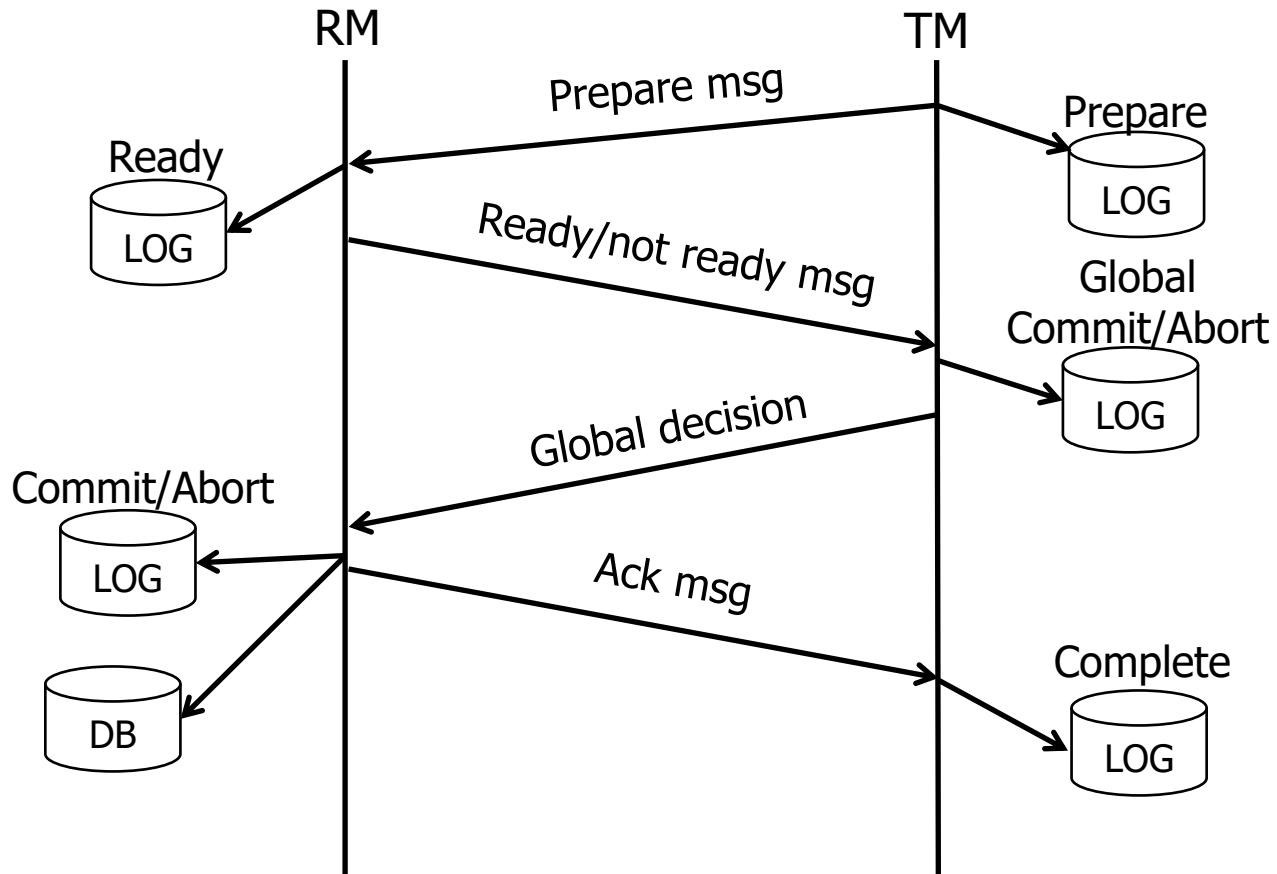 RM
TM
Prepare msg
Prepare
LOG
Ready
LOG
Ready/not ready msg
Global
Commit/Abort
LOG
Global decision
Commit/Abort
LOG
Ack msg
DB
Complete
LOG